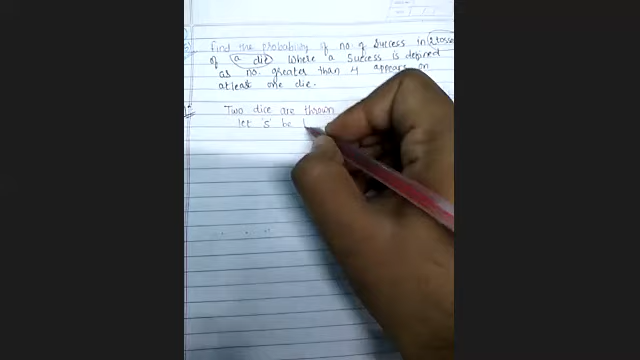 Find the probability of no. of Success in 2 tosses
of a die Where a Success is defined
as no. greater than 4 appears on
atleast one die.
Two dice are thrown
let 'S' be